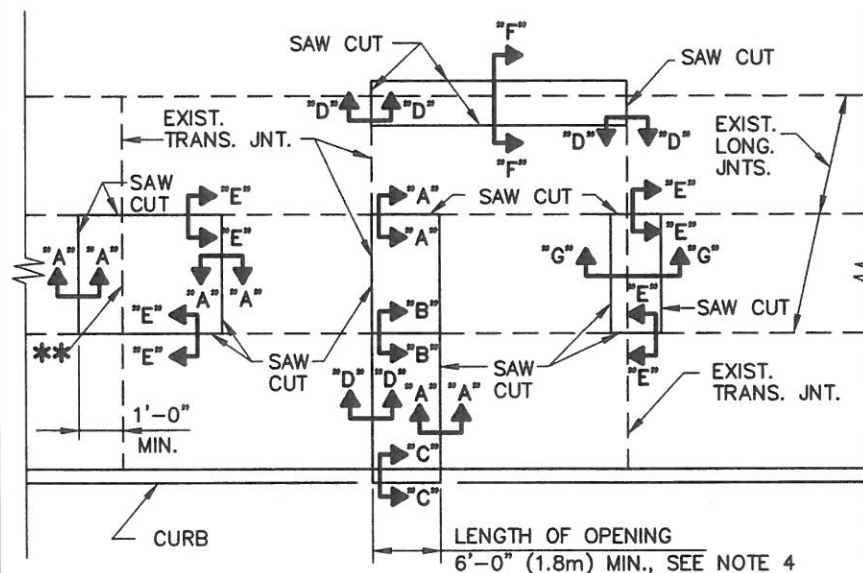 "F"
SAW CUT
SAW CUT
"D" "D"
EXIST.
TRANS. JNT.
"F"
"D" "D"
EXIST.
LONG.
JNTS.
SAW
CUT
"E"
"E"
"A"
"A"
SAW CUT
"E"
"E"
"A" "A"
"A" "A"
"G" "G"
"E"
"E"
"B"
"B"
"E"
"E"
SAW CUT
**
SAW
CUT
SAW
CUT
"D" "D"
"A" "A"
1'-0"
MIN.
EXIST.
TRANS. JNT.
"C"
"C"
CURB
LENGTH OF OPENING
6'-0" (1.8m) MIN., SEE NOTE 4